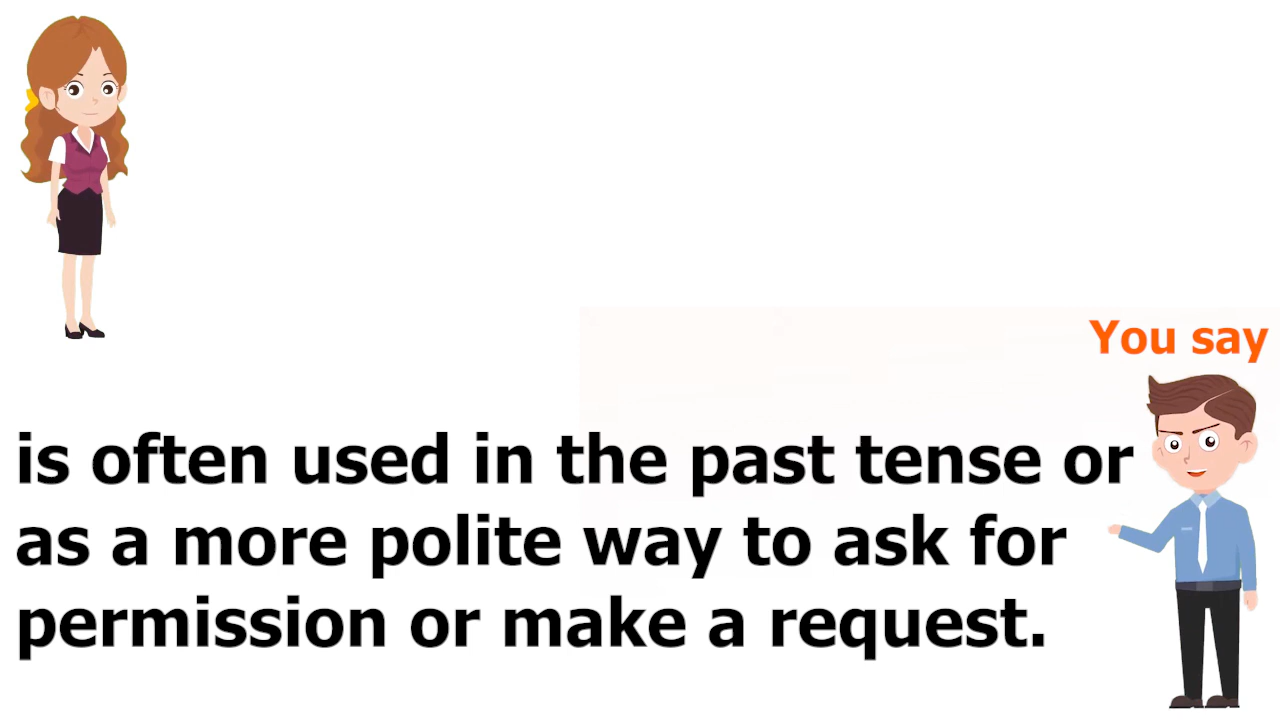 You say
is often used in the past tense or
as a more polite way to ask for
permission or make a request.